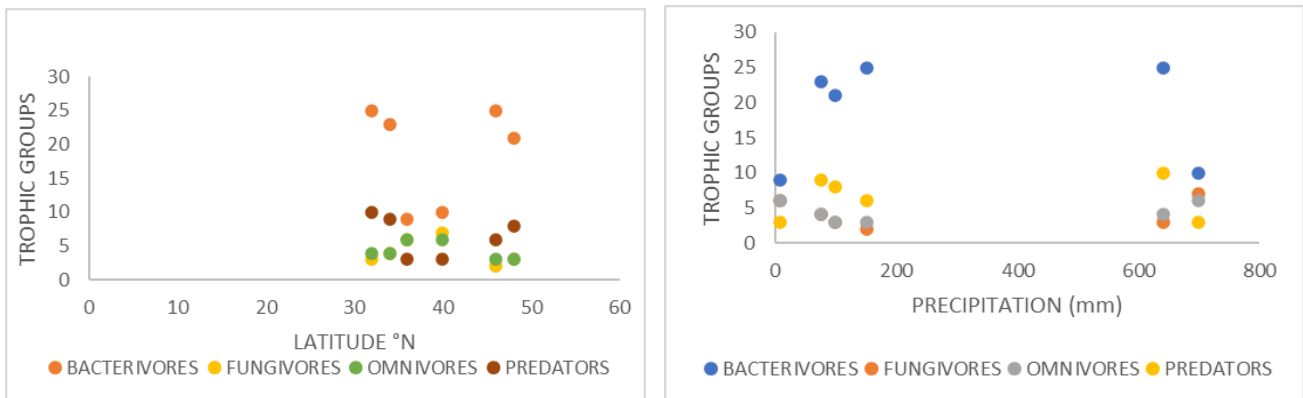 30
25
20
15
10
5
0
TROPHIC GROUPS
0 10 20 30 40 50 60
LATITUDE °N
BACTERIVORES FUNGIVORES OMNIVORES PREDATORS
30
25
20
15
10
5
0
TROPHIC GROUPS
0 200 400 600 800
PRECIPITATION (mm)
BACTERIVORES FUNGIVORES OMNIVORES PREDATORS